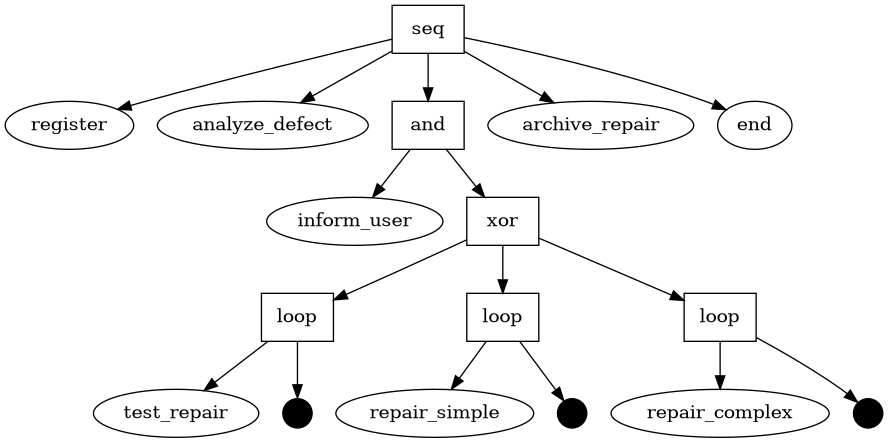 seq
register
analyze_defect
and
archive_repair
end
inform_user
xor
loop
loop
loop
test_repair
repair_simple
repair_complex